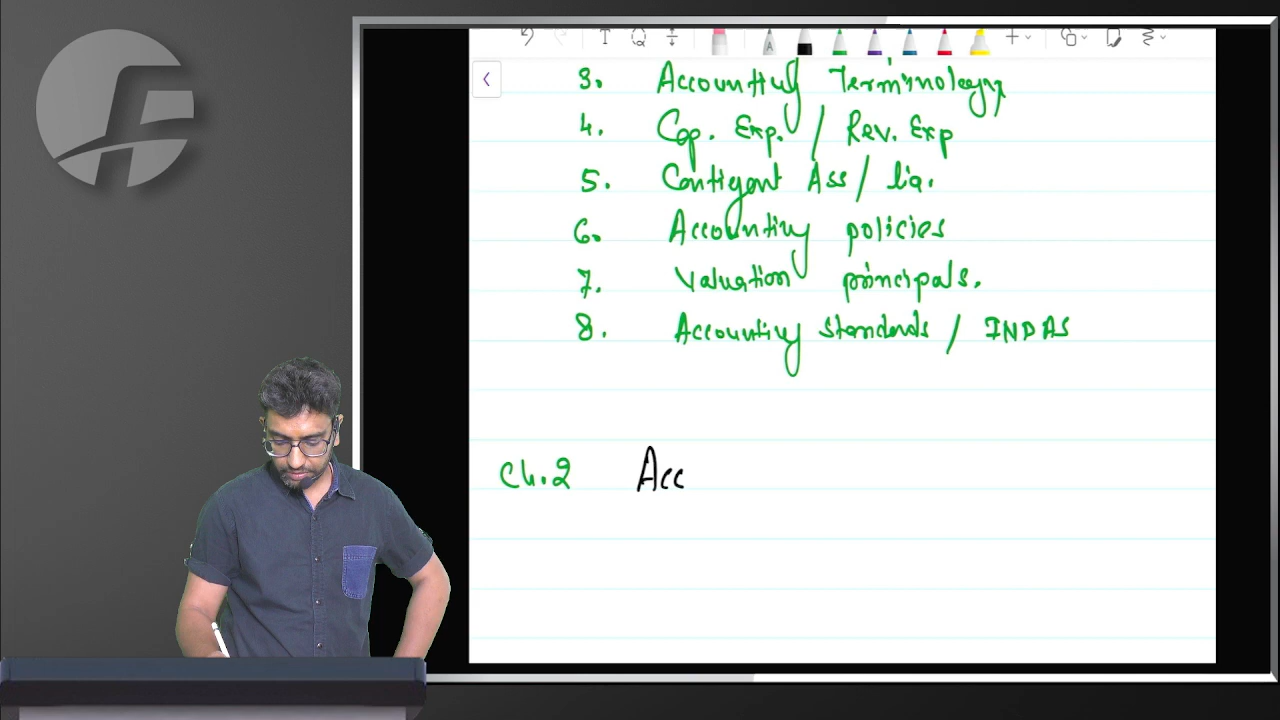 3. Accounting Terminology
4. Cap. Exp. / Rev. Exp
5. Contigent Ass / lia.
6. Accounting policies
7. Valuation principals.
8. Accounting standards / INDAS
Ch.2 Acc